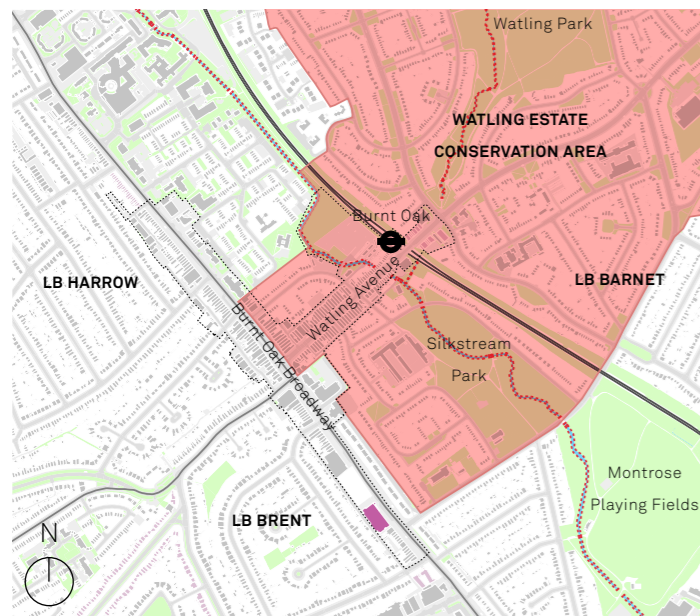 Watling Park
WATLING ESTATE
CONSERVATION AREA
Burnt Oak
LB HARROW
LB BARNET
Watling Avenue
Burnt Oak Broadway
Silkstream
Park
Montrose
Playing Fields
LB BRENT
N